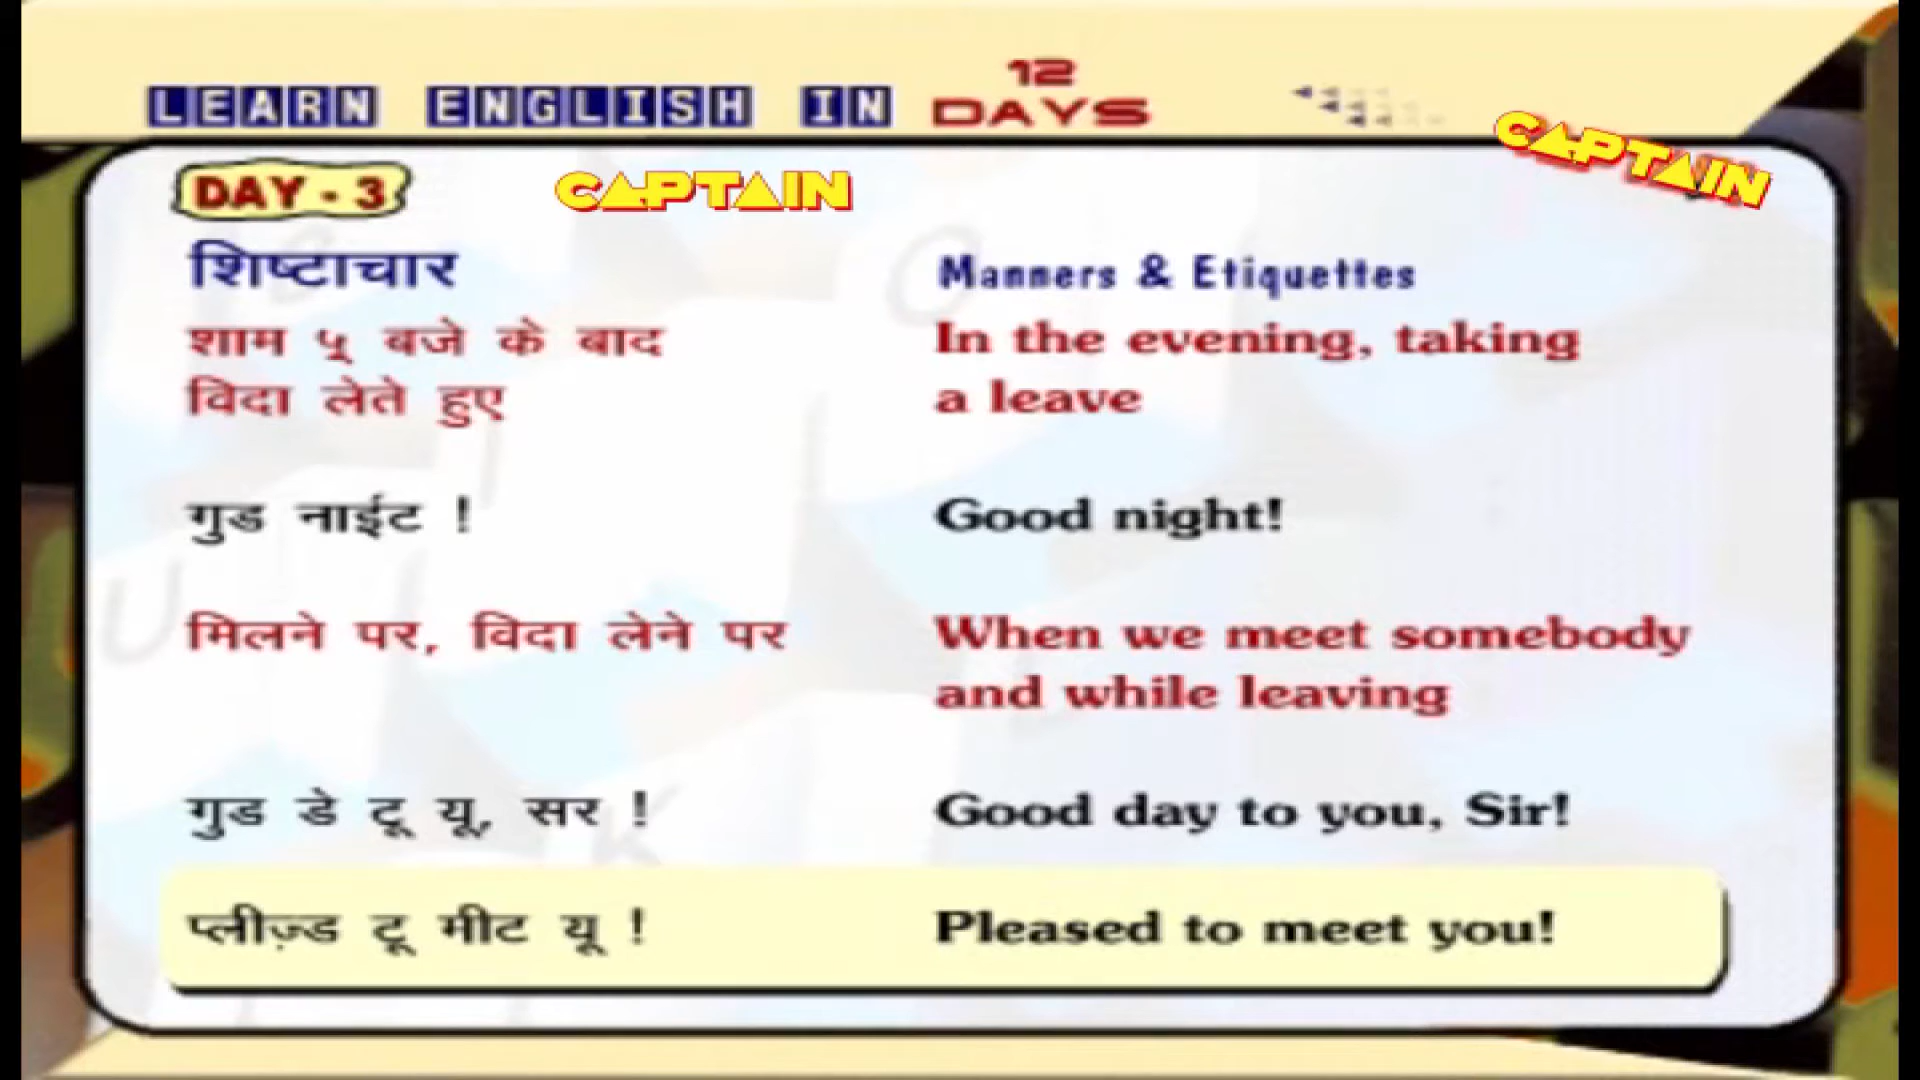 LEARN ENGLISH IN 12 DAYS
CAPTAIN
DAY - 3 CAPTAIN
शिष्टाचार Manners & Etiquettes
शाम ५ बजे के बाद In the evening, taking
विदा लेते हुए a leave
गुड नाईट ! Good night!
मिलने पर, विदा लेने पर When we meet somebody
and while leaving
गुड डे टू यू, सर ! Good day to you, Sir!
प्लीज़्ड टू मीट यू ! Pleased to meet you!